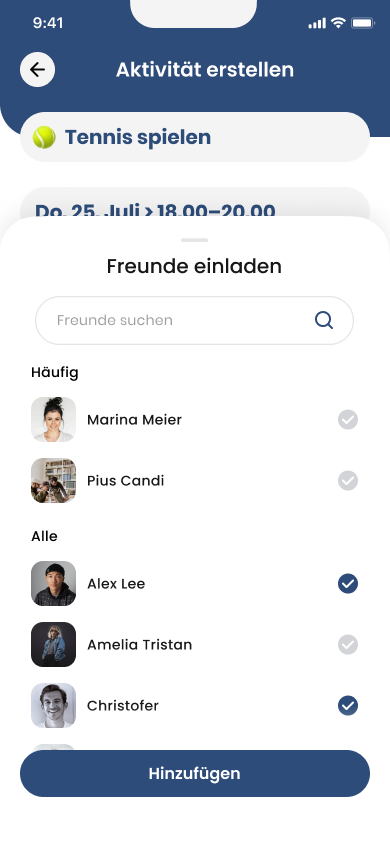 9:41
Aktivität erstellen
Tennis spielen
Do. 25. Juli > 18.00–20.00
Freunde einladen
Freunde suchen
Häufig
Marina Meier
Pius Candi
Alle
Alex Lee
Amelia Tristan
Christofer
Hinzufügen